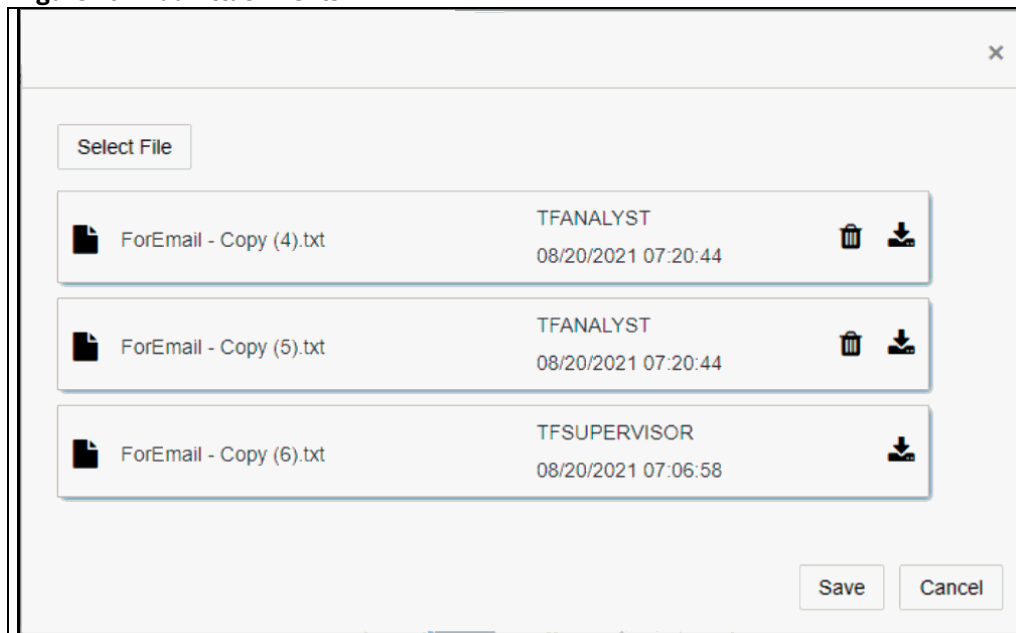 ×
Select File
ForEmail - Copy (4).txt
TFANALYST
08/20/2021 07:20:44
ForEmail - Copy (5).txt
TFANALYST
08/20/2021 07:20:44
ForEmail - Copy (6).txt
TFSUPERVISOR
08/20/2021 07:06:58
Save Cancel